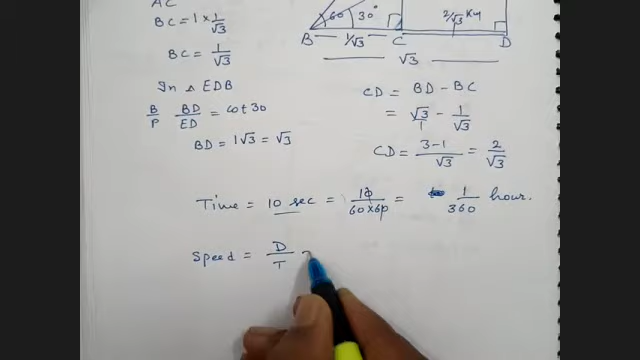 AC
BC = 1 × 1/√3
BC = 1/√3
In Δ EDB
B/P BD/ED = cot 30
BD = 1√3 = √3
60 30°
B 1/√3 C D
2/√3 KM
√3
CD = BD - BC
= √3/1 - 1/√3
CD = 3-1/√3 = 2/√3
Time = 10 sec = 10/60×60 = 1/360 hour.
Speed = D/T =